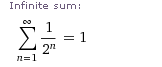 Infinite sum:
∞
∑ 1/2ⁿ = 1
n=1